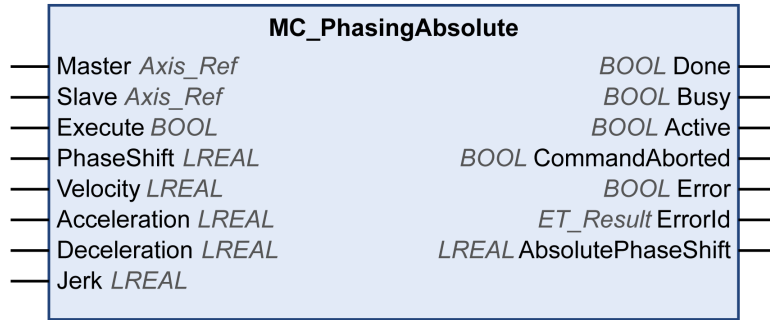 MC_PhasingAbsolute
Master Axis_Ref BOOL Done
Slave Axis_Ref BOOL Busy
Execute BOOL BOOL Active
PhaseShift LREAL BOOL CommandAborted
Velocity LREAL BOOL Error
Acceleration LREAL ET_Result ErrorId
Deceleration LREAL LREAL AbsolutePhaseShift
Jerk LREAL